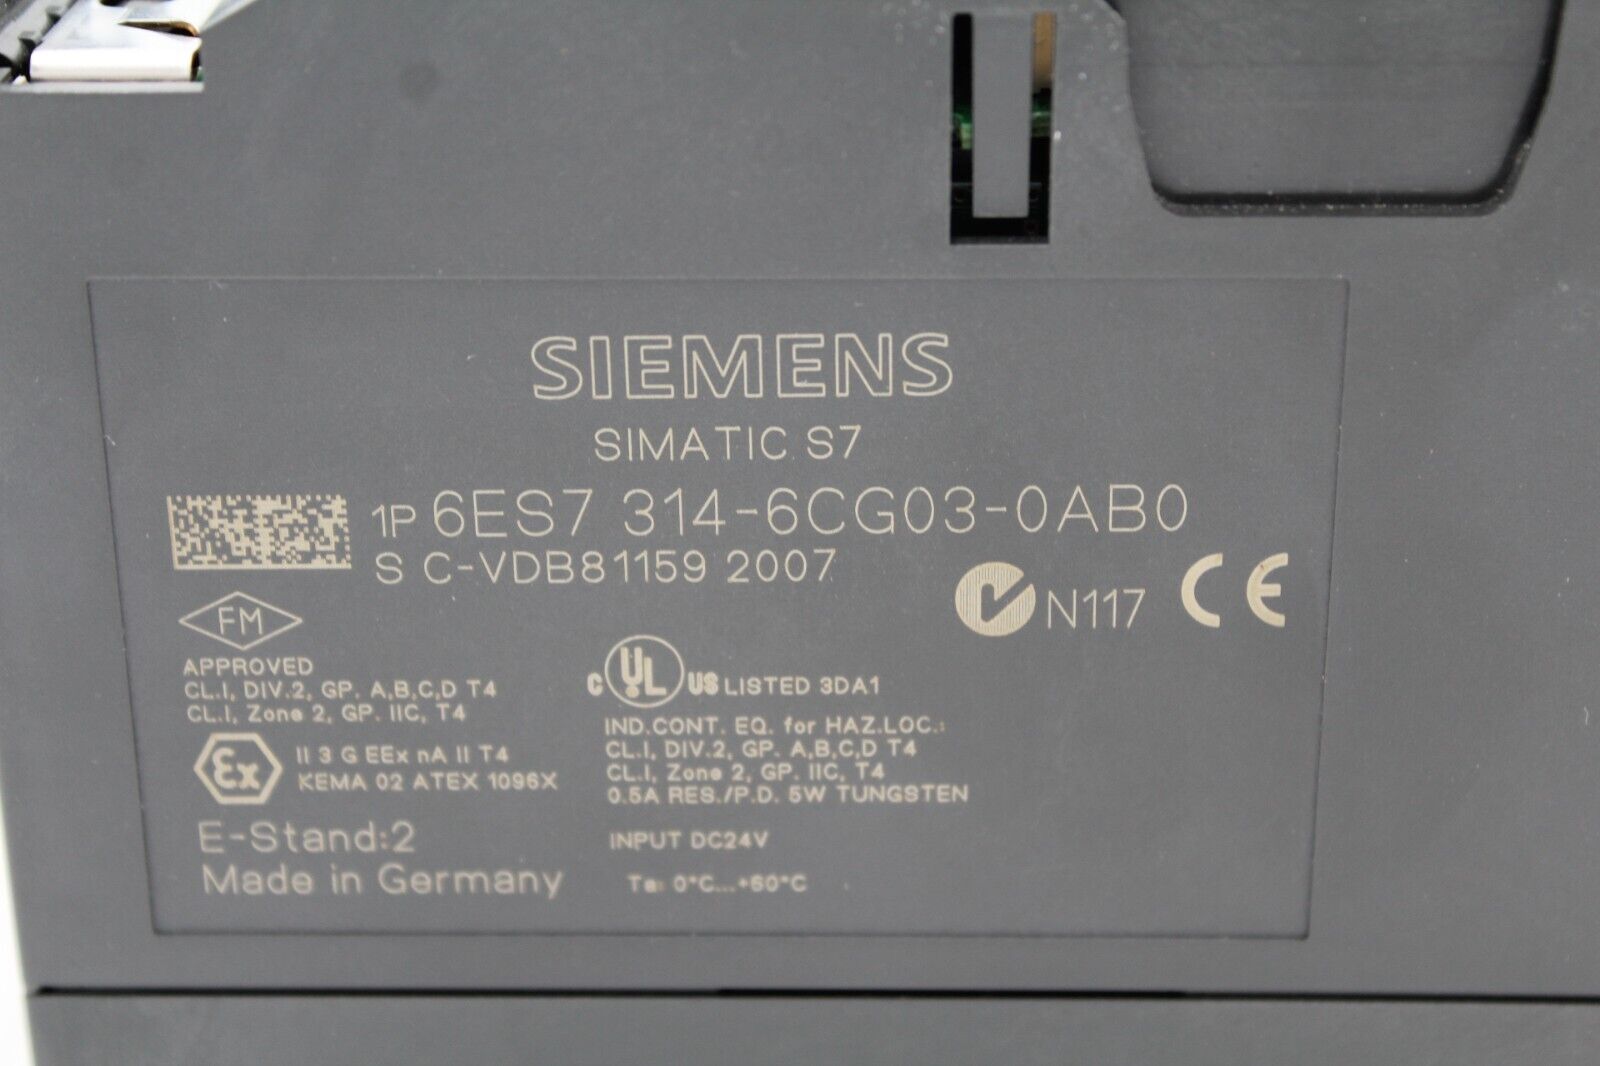 SIEMENS
SIMATIC S7
1P 6ES7 314-6CG03-0AB0
S C-VDB81159 2007
N117 CE
FM
APPROVED
CL.I, DIV.2, GP. A,B,C,D T4
CL.I, Zone 2, GP. IIC, T4
Ex II 3 G EEx nA II T4
KEMA 02 ATEX 1096X
E-Stand:2
Made in Germany
C UL US LISTED 3DA1
IND.CONT. EQ. for HAZ.LOC.:
CL.I, DIV.2, GP. A,B,C,D T4
CL.I, Zone 2, GP. IIC, T4
0.5A RES./P.D. 5W TUNGSTEN
INPUT DC24V
Ta: 0°C...+60°C